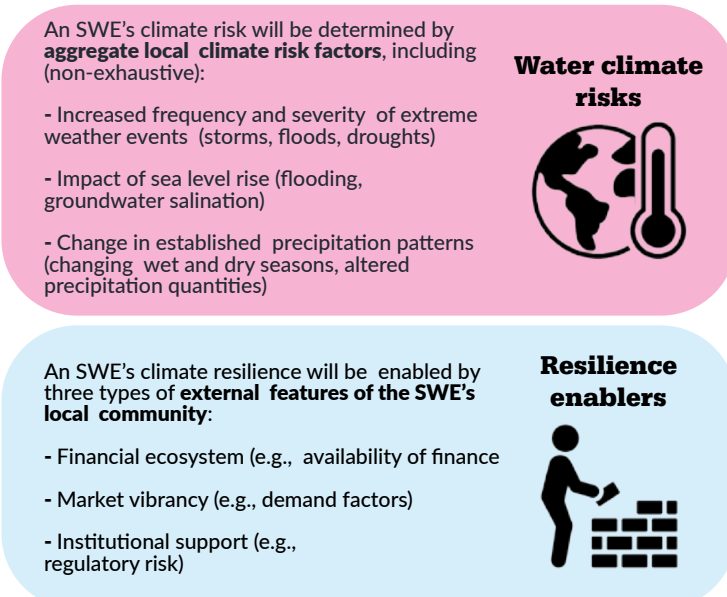 An SWE's climate risk will be determined by
aggregate local climate risk factors, including
(non-exhaustive):
- Increased frequency and severity of extreme
weather events (storms, floods, droughts)
- Impact of sea level rise (flooding,
groundwater salination)
- Change in established precipitation patterns
(changing wet and dry seasons, altered
precipitation quantities)
Water climate
risks
An SWE's climate resilience will be enabled by
three types of external features of the SWE's
local community:
- Financial ecosystem (e.g., availability of finance
- Market vibrancy (e.g., demand factors)
- Institutional support (e.g.,
regulatory risk)
Resilience
enablers